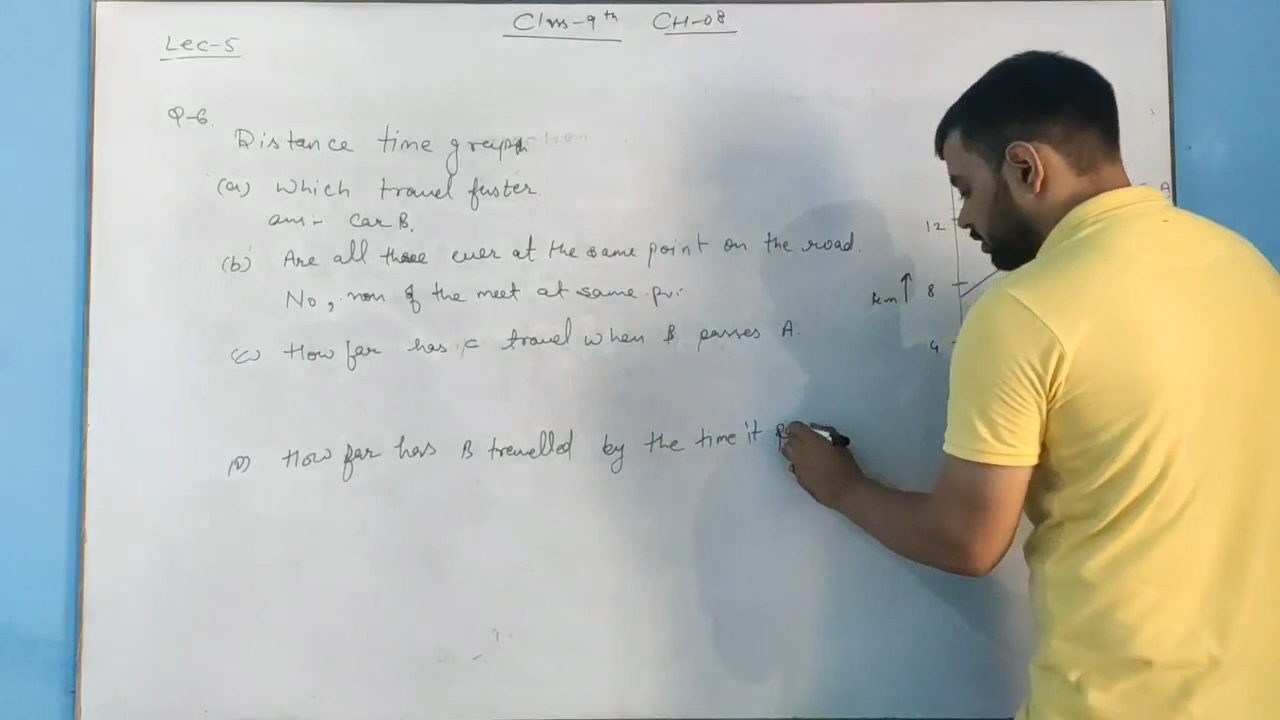 Class-9th CH-08
Lec-5
Q-6.
Distance time graph
(a) Which travel faster.
ans:- Car B.
(b) Are all three ever at the same point on the road.
No, non of the meet at same
(c) How far has C travel when B passes A.
(D) How far has B travelled by the time it
A
12
km ↑ 8
4